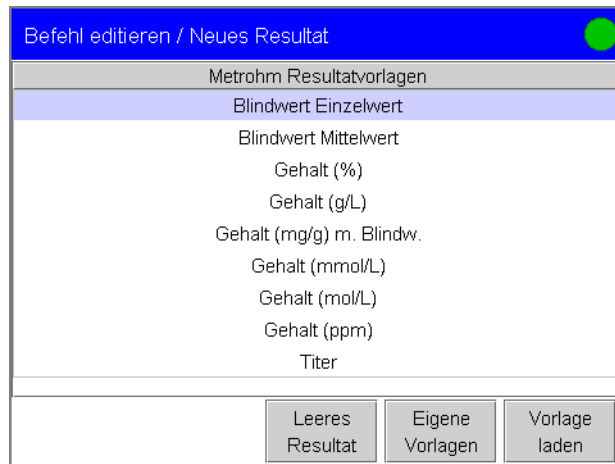 Befehl editieren / Neues Resultat
Metrohm Resultatvorlagen
Blindwert Einzelwert
Blindwert Mittelwert
Gehalt (%)
Gehalt (g/L)
Gehalt (mg/g) m. Blindw.
Gehalt (mmol/L)
Gehalt (mol/L)
Gehalt (ppm)
Titer
Leeres
Resultat
Eigene
Vorlagen
Vorlage
laden